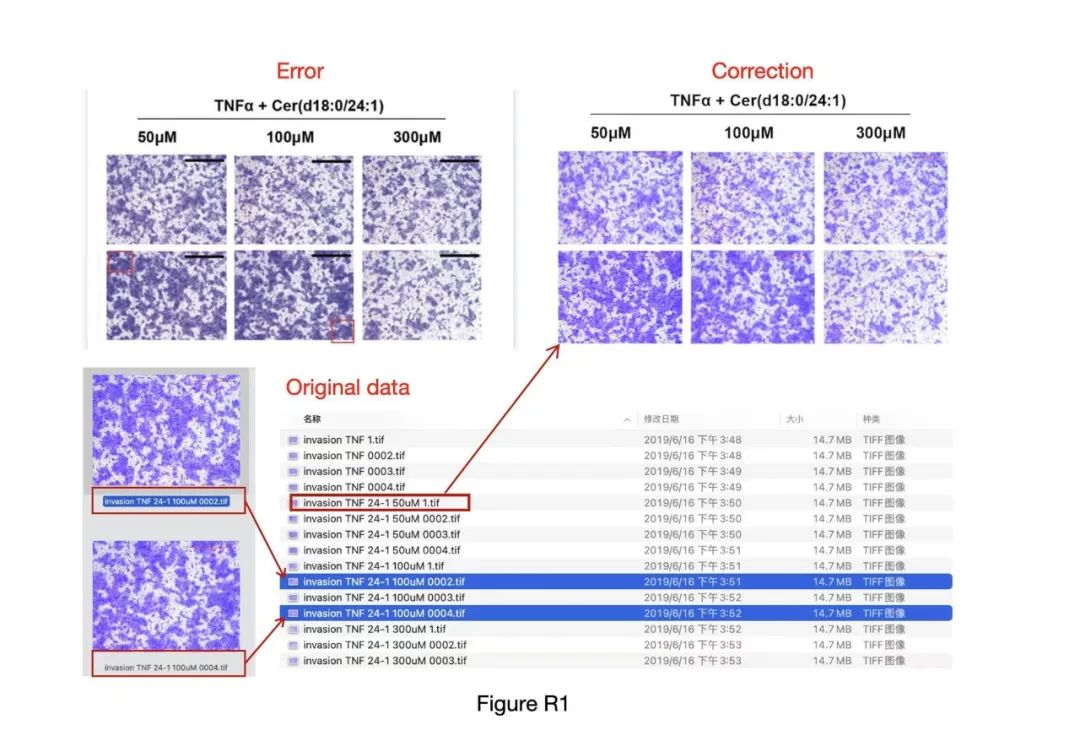 Error
TNFα + Cer(d18:0/24:1)
50μM 100μM 300μM
Correction
TNFα + Cer(d18:0/24:1)
50μM 100μM 300μM
Original data
invasion TNF 24-1 100uM 0002.tif
invasion TNF 24-1 100uM 0004.tif
名称 修改日期 大小 种类
invasion TNF 1.tif 2019/6/16 下午 3:48 14.7 MB TIFF图像
invasion TNF 0002.tif 2019/6/16 下午 3:48 14.7 MB TIFF图像
invasion TNF 0003.tif 2019/6/16 下午 3:49 14.7 MB TIFF图像
invasion TNF 0004.tif 2019/6/16 下午 3:49 14.7 MB TIFF图像
invasion TNF 24-1 50uM 1.tif 2019/6/16 下午 3:50 14.7 MB TIFF图像
invasion TNF 24-1 50uM 0002.tif 2019/6/16 下午 3:50 14.7 MB TIFF图像
invasion TNF 24-1 50uM 0003.tif 2019/6/16 下午 3:50 14.7 MB TIFF图像
invasion TNF 24-1 50uM 0004.tif 2019/6/16 下午 3:51 14.7 MB TIFF图像
invasion TNF 24-1 100uM 1.tif 2019/6/16 下午 3:51 14.7 MB TIFF图像
invasion TNF 24-1 100uM 0002.tif 2019/6/16 下午 3:51 14.7 MB TIFF图像
invasion TNF 24-1 100uM 0003.tif 2019/6/16 下午 3:52 14.7 MB TIFF图像
invasion TNF 24-1 100uM 0004.tif 2019/6/16 下午 3:52 14.7 MB TIFF图像
invasion TNF 24-1 300uM 1.tif 2019/6/16 下午 3:52 14.7 MB TIFF图像
invasion TNF 24-1 300uM 0002.tif 2019/6/16 下午 3:53 14.7 MB TIFF图像
invasion TNF 24-1 300uM 0003.tif 2019/6/16 下午 3:53 14.7 MB TIFF图像
Figure R1